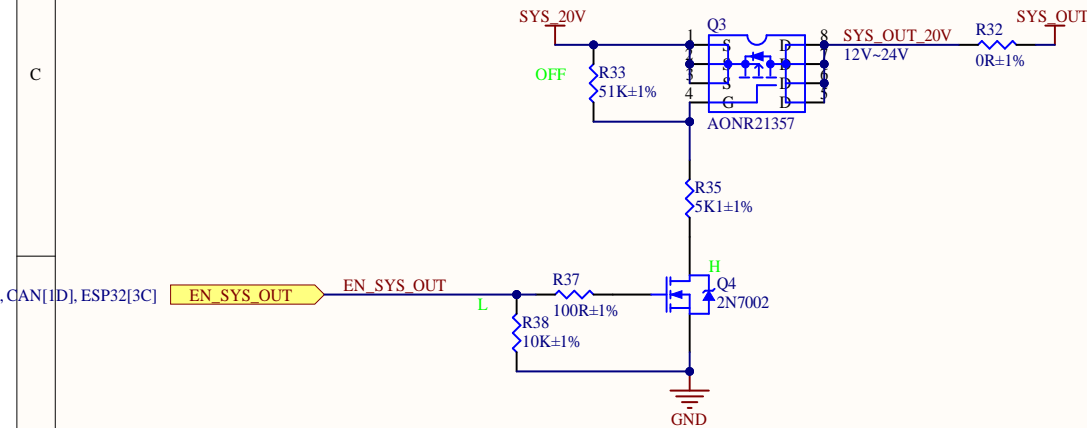 SYS_20V
Q3
SYS_OUT
1
8
SYS_OUT_20V
R32
S
D
12V~24V
0R±1%
C
OFF
R33
51K±1%
3
S
D
6
4
G
D
5
AONR21357
R35
5K1±1%
H
Q4
2N7002
, CAN[1D], ESP32[3C]
EN_SYS_OUT
EN_SYS_OUT
R37
100R±1%
L
R38
10K±1%
GND